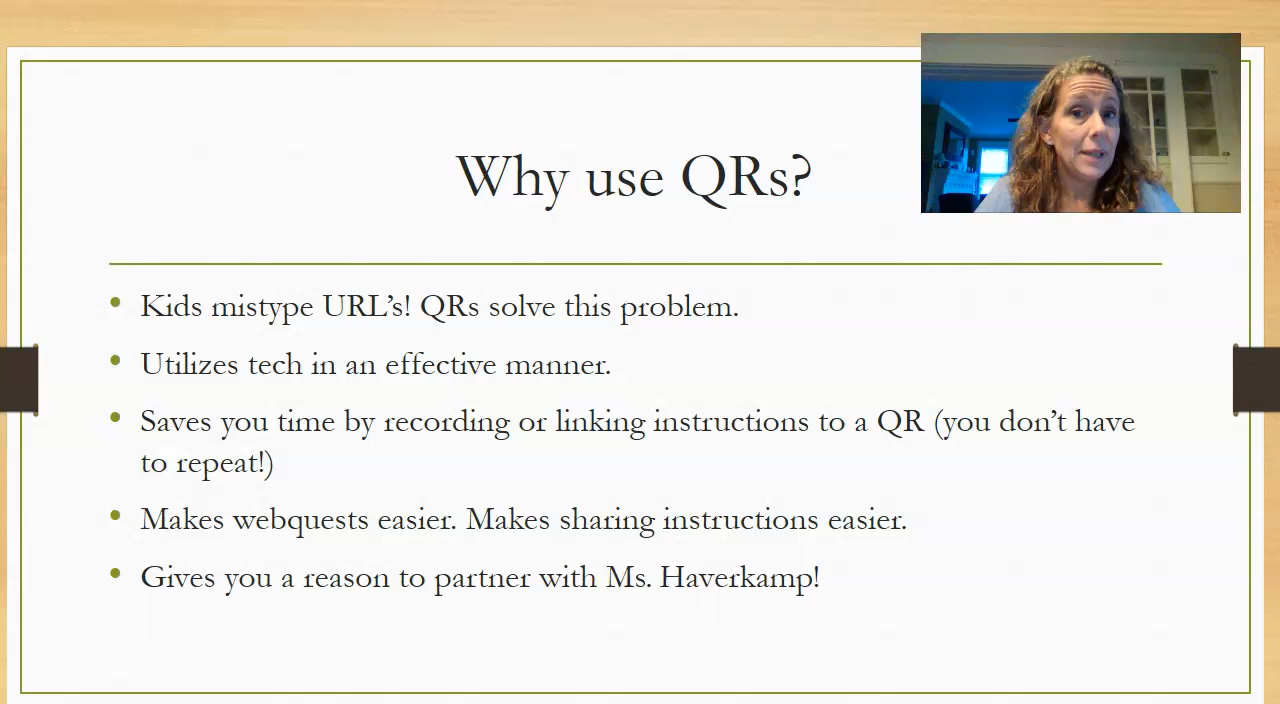 Why use QRs?
Kids mistype URL’s! QRs solve this problem.
Utilizes tech in an effective manner.
Saves you time by recording or linking instructions to a QR (you don’t have
to repeat!)
Makes webquests easier. Makes sharing instructions easier.
Gives you a reason to partner with Ms. Haverkamp!